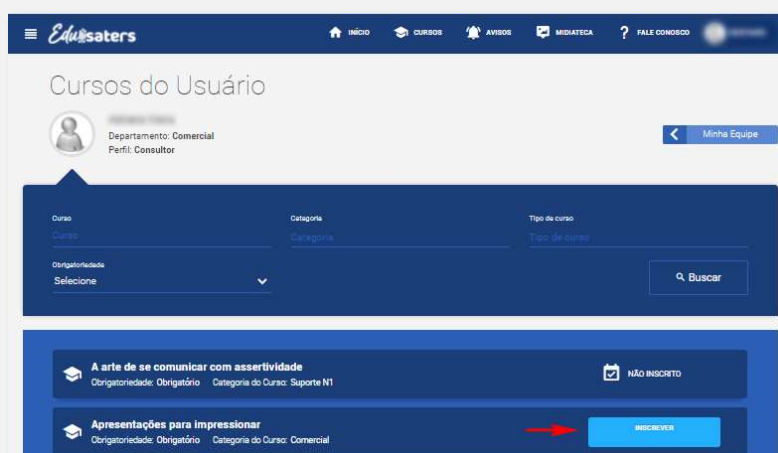 Edusaters
INÍCIO
CURSOS
AVISOS
MIDIATECA
FALE CONOSCO
Cursos do Usuário
Departamento: Comercial
Perfil: Consultor
Minha Equipe
Curso
Categoria
Tipo de curso
Curso
Categoria
Tipo de curso
Obrigatoriedade
Selecione
Buscar
A arte de se comunicar com assertividade
Obrigatoriedade: Obrigatório Categoria do Curso: Suporte N1
NÃO INSCRITO
Apresentações para impressionar
Obrigatoriedade: Obrigatório Categoria do Curso: Comercial
INSCREVER